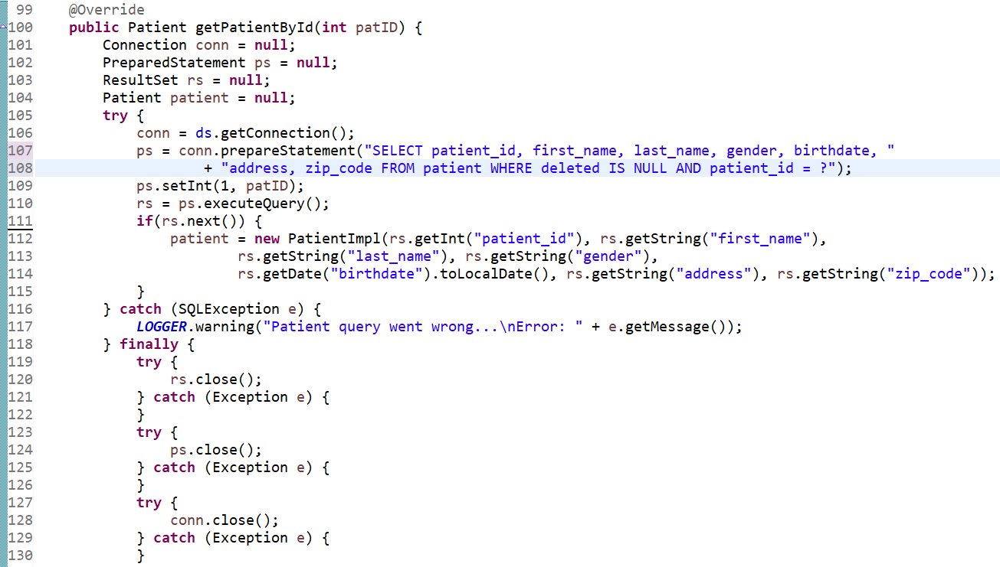 99 @Override
100 public Patient getPatientById(int patID) {
101 Connection conn = null;
102 PreparedStatement ps = null;
103 ResultSet rs = null;
104 Patient patient = null;
105 try {
106 conn = ds.getConnection();
107 ps = conn.prepareStatement("SELECT patient_id, first_name, last_name, gender, birthdate, "
108 + "address, zip_code FROM patient WHERE deleted IS NULL AND patient_id = ?");
109 ps.setInt(1, patID);
110 rs = ps.executeQuery();
111 if(rs.next()) {
112 patient = new PatientImpl(rs.getInt("patient_id"), rs.getString("first_name"),
113 rs.getString("last_name"), rs.getString("gender"),
114 rs.getDate("birthdate").toLocalDate(), rs.getString("address"), rs.getString("zip_code"));
115 }
116 } catch (SQLException e) {
117 LOGGER.warning("Patient query went wrong...\nError: " + e.getMessage());
118 } finally {
119 try {
120 rs.close();
121 } catch (Exception e) {
122 }
123 try {
124 ps.close();
125 } catch (Exception e) {
126 }
127 try {
128 conn.close();
129 } catch (Exception e) {
130 }